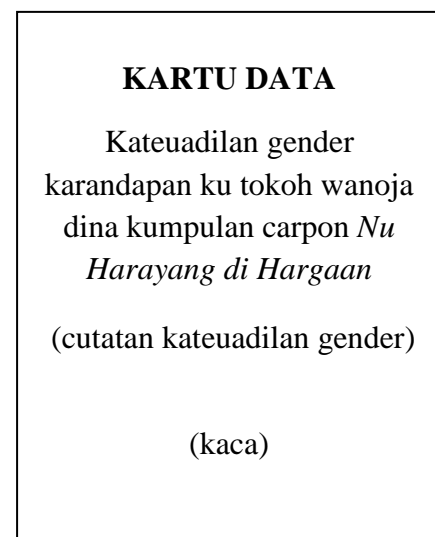 KARTU DATA
Kateuadilan gender
karandapan ku tokoh wanoja
dina kumpulan carpon Nu
Harayang di Hargaan
(cutatan kateuadilan gender)
(kaca)